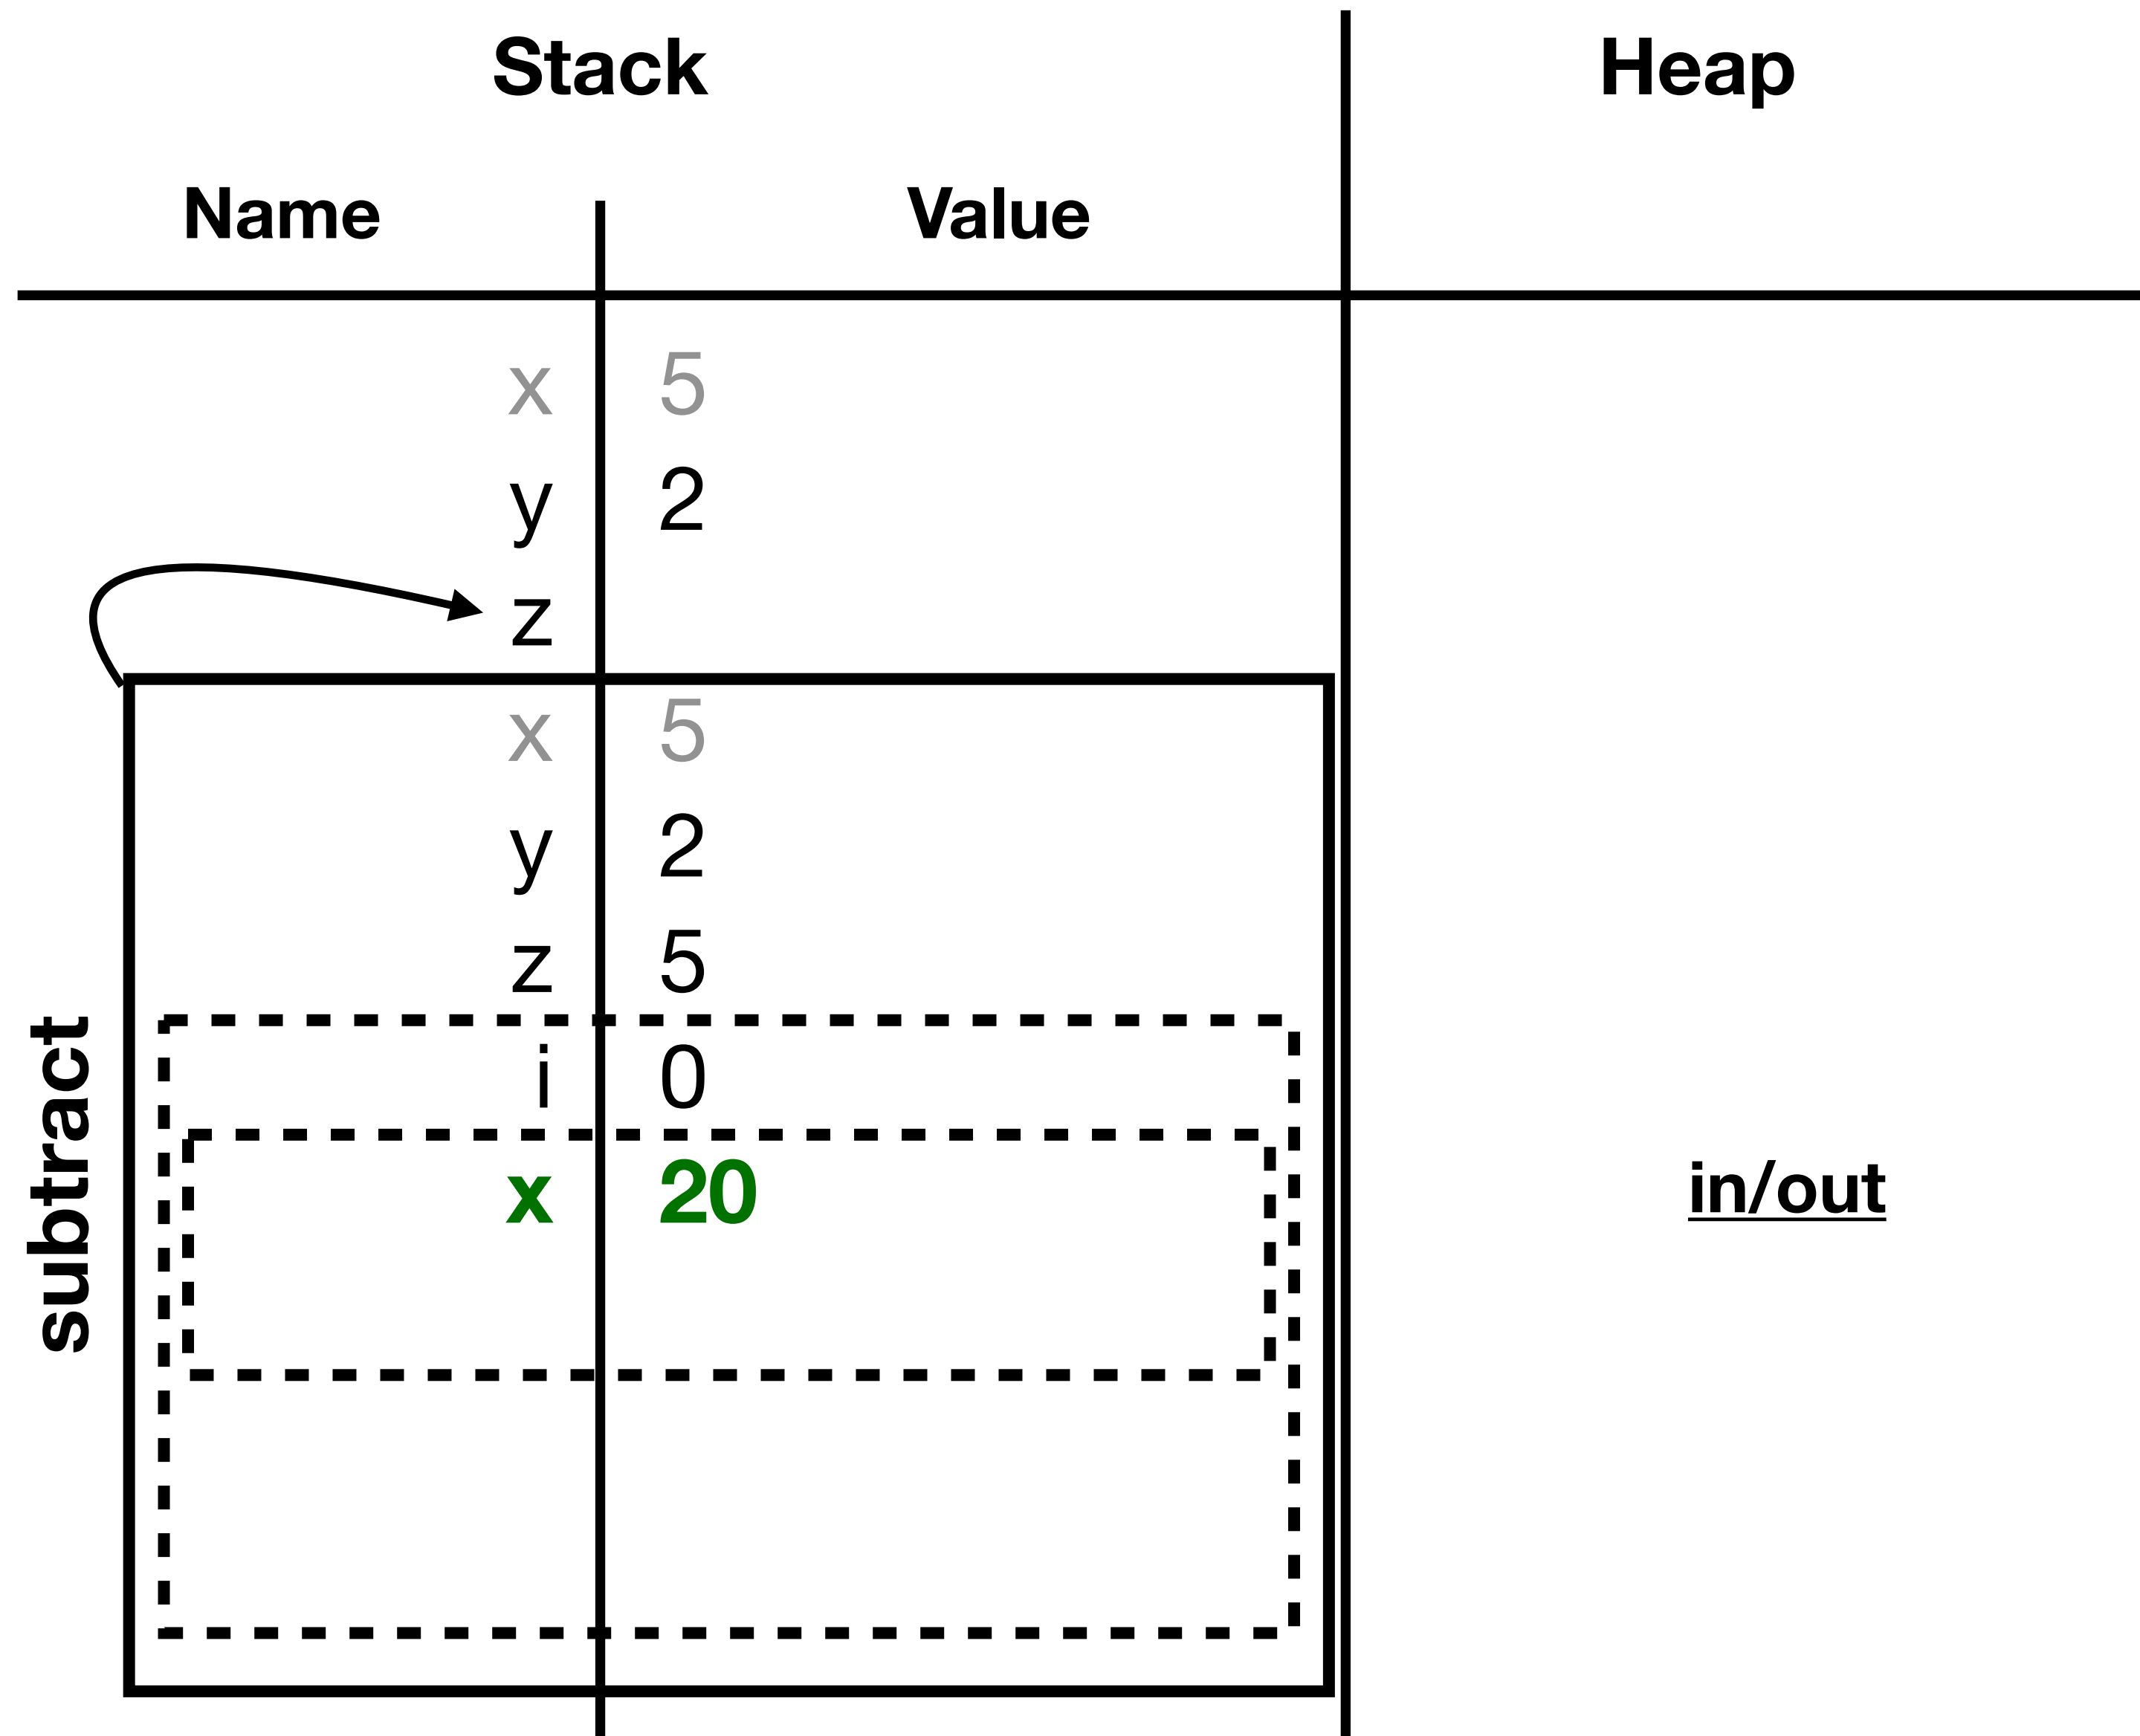 Stack Heap
Name Value
x 5
y 2
z
x 5
y 2
z 5
i 0
x 20
subtract
in/out